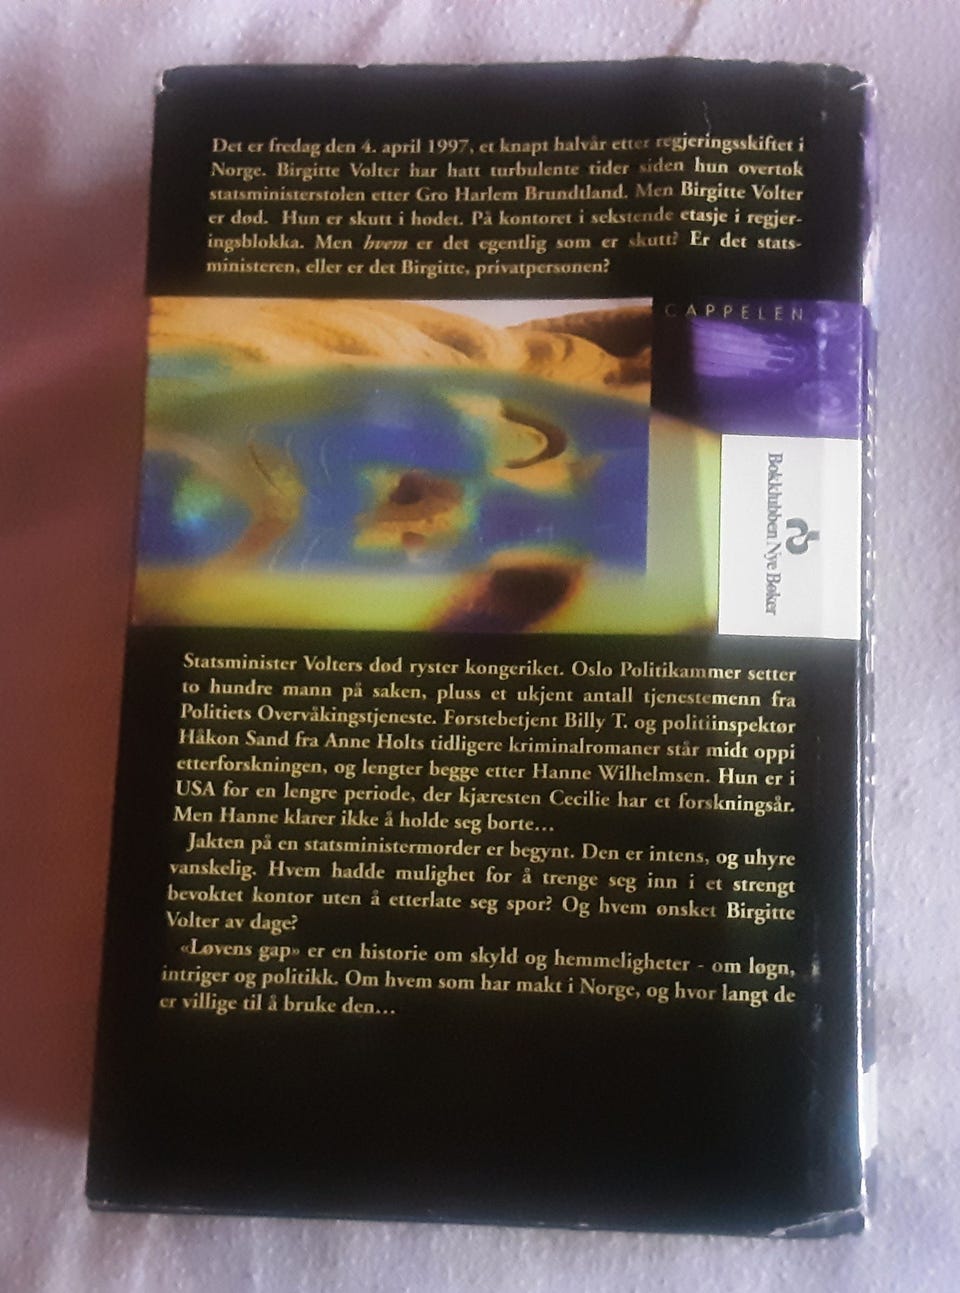 Det er fredag den 4. april 1997, et knapt halvår etter regjeringsskiftet i
Norge. Birgitte Volter har hatt turbulente tider siden hun overtok
statsministerstolen etter Gro Harlem Brundtland. Men Birgitte Volter
er død. Hun er skutt i hodet. På kontoret i sekstende etasje i regjer-
ingsblokka. Men hvem er det egentlig som er skutt? Er det stats-
ministeren, eller er det Birgitte, privatpersonen?
CAPPELEN
Bokklubben Nye Bøker
Statsminister Volters død ryster kongeriket. Oslo Politikammer setter
to hundre mann på saken, pluss et ukjent antall tjenestemenn fra
Politiets Overvåkingstjeneste. Førstebetjent Billy T. og politiinspektør
Håkon Sand fra Anne Holts tidligere kriminalromaner står midt oppi
etterforskningen, og lengter begge etter Hanne Wilhelmsen. Hun er i
USA for en lengre periode, der kjæresten Cecilie har et forskningsår.
Men Hanne klarer ikke å holde seg borte...
Jakten på en statsministermorder er begynt. Den er intens, og uhyre
vanskelig. Hvem hadde mulighet for å trenge seg inn i et strengt
bevoktet kontor uten å etterlate seg spor? Og hvem ønsket Birgitte
Volter av dage?
«Løvens gap» er en historie om skyld og hemmeligheter - om løgn,
intriger og politikk. Om hvem som har makt i Norge, og hvor langt de
er villige til å bruke den...